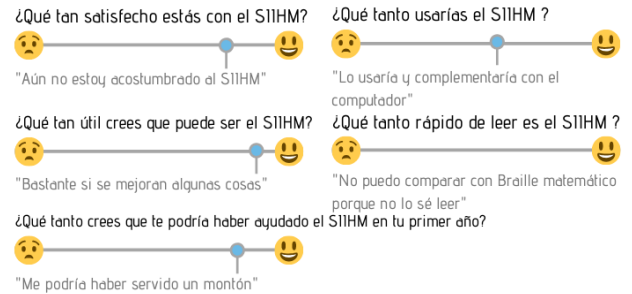 ¿Qué tan satisfecho estás con el S11HM?
"Aún no estoy acostumbrado al S11HM"
¿Qué tanto usarías el S11HM ?
"Lo usaría y complementaría con el
computador"
¿Qué tan útil crees que puede ser el S11HM?
"Bastante si se mejoran algunas cosas"
¿Qué tanto rápido de leer es el S11HM ?
"No puedo comparar con Braille matemático
porque no lo sé leer"
¿Qué tanto crees que te podría haber ayudado el S11HM en tu primer año?
"Me podría haber servido un montón"